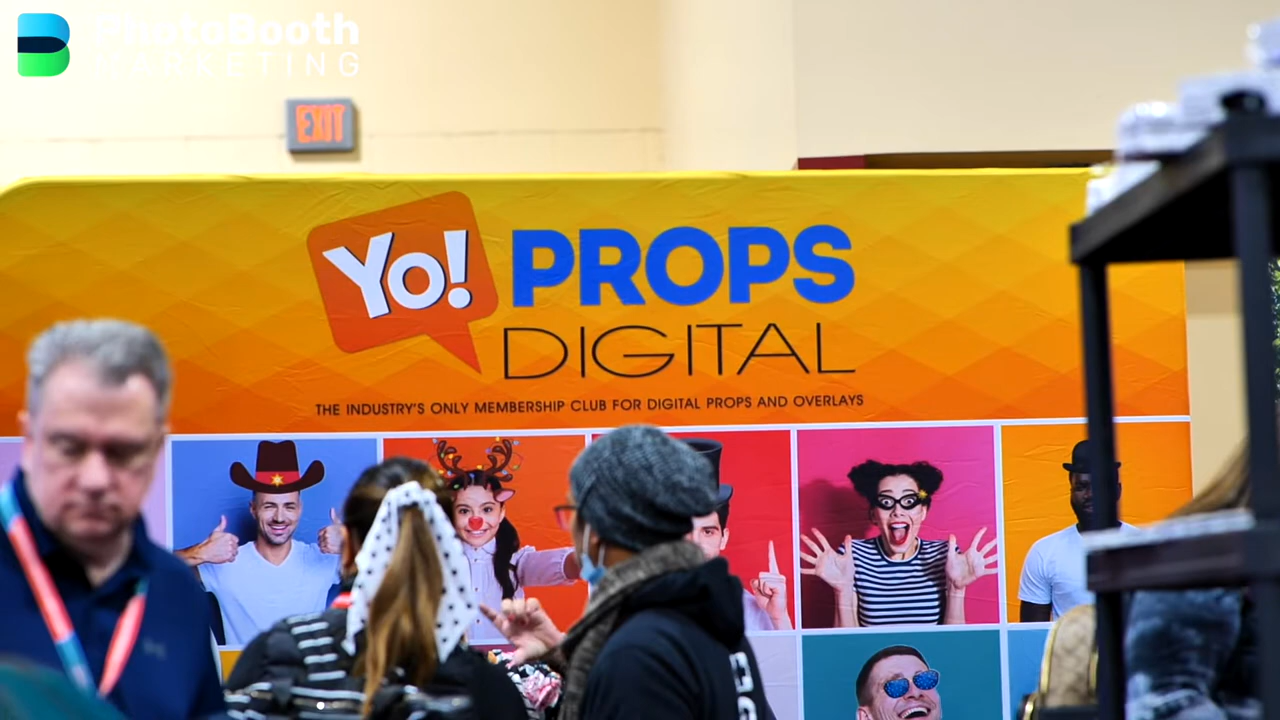 PhotoBooth
MARKETING
EXIT
Yo! PROPS
DIGITAL
THE INDUSTRY'S ONLY MEMBERSHIP CLUB FOR DIGITAL PROPS AND OVERLAYS